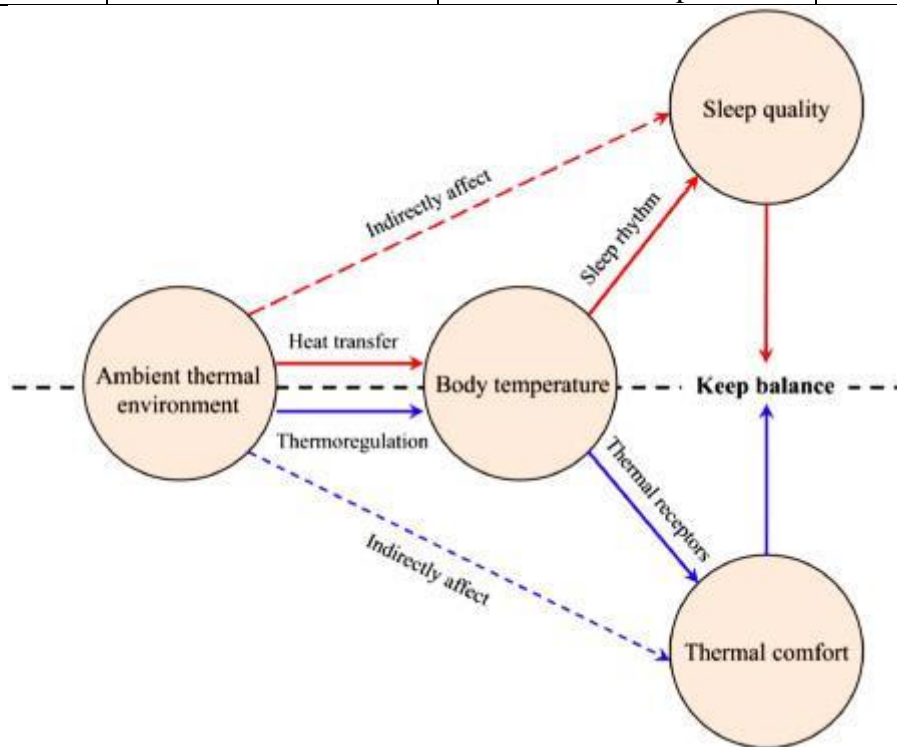 Sleep quality
Indirectly affect
Sleep rhythm
Heat transfer
Ambient thermal
environment
Body temperature
Keep balance
Thermoregulation
Thermal receptors
Indirectly affect
Thermal comfort